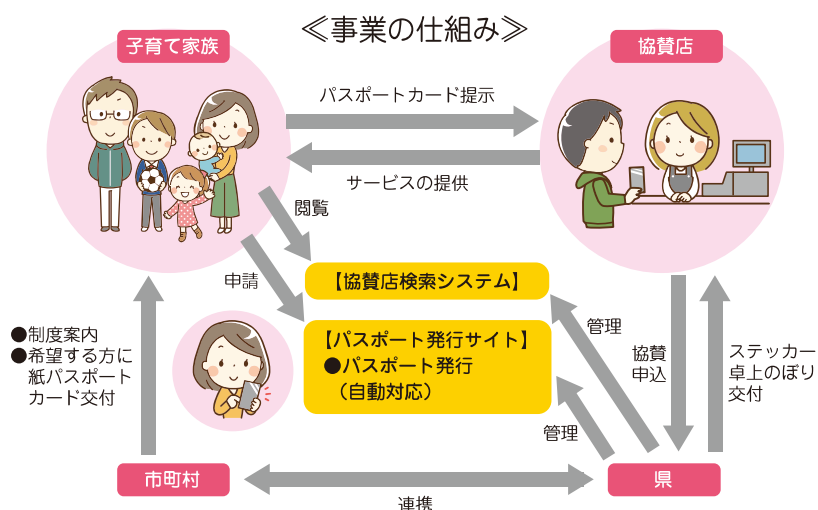 ≪事業の仕組み≫
子育て家族
協賛店
パスポートカード提示
サービスの提供
閲覧
申請
【協賛店検索システム】
【パスポート発行サイト】
●パスポート発行
（自動対応）
管理
管理
●制度案内
●希望する方に
紙パスポート
カード交付
協賛
申込
ステッカー
卓上のぼり
交付
市町村
県
連携